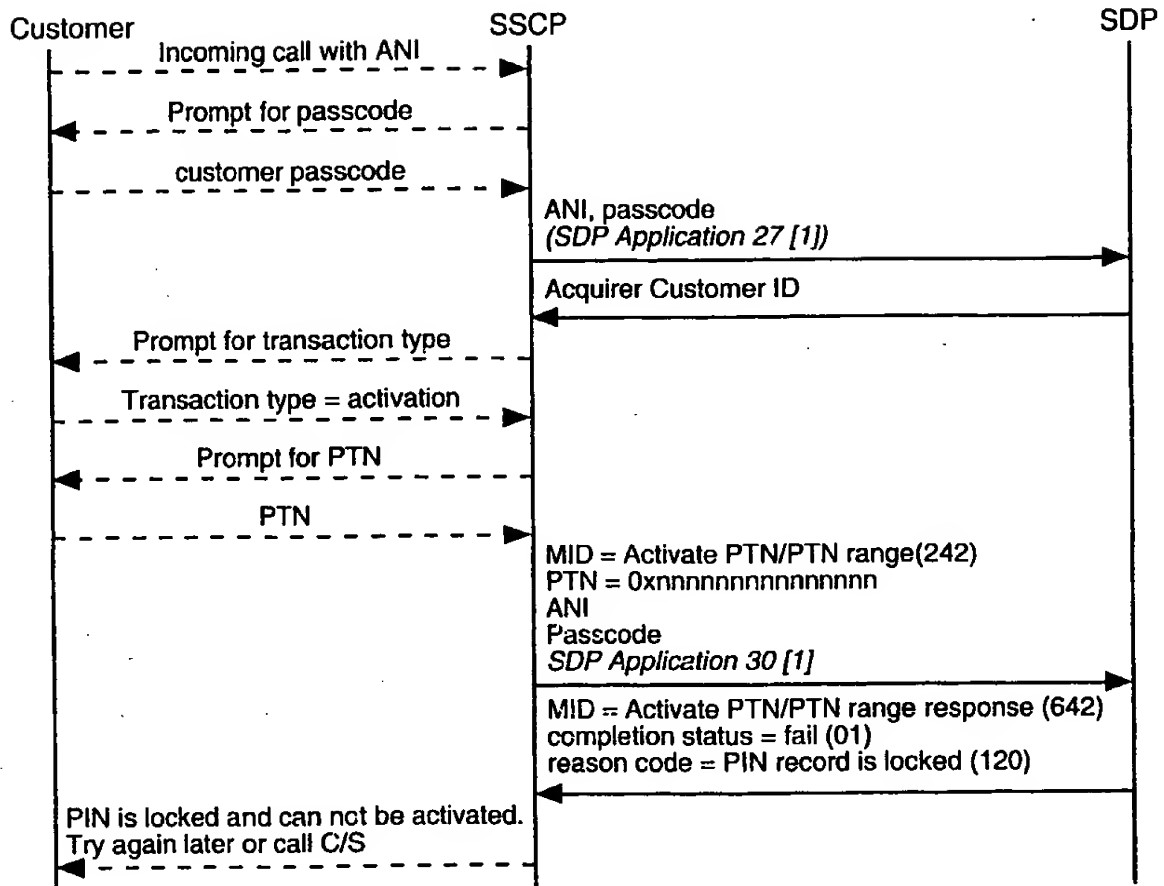 Customer
SSCP
SDP
Incoming call with ANI
Prompt for passcode
customer passcode
ANI, passcode
(SDP Application 27 [1])
Acquirer Customer ID
Prompt for transaction type
Transaction type = activation
Prompt for PTN
PTN
MID = Activate PTN/PTN range(242)
PTN = 0xnnnnnnnnnnnnnnnn
ANI
Passcode
SDP Application 30 [1]
MID = Activate PTN/PTN range response (642)
completion status = fail (01)
reason code = PIN record is locked (120)
PIN is locked and can not be activated.
Try again later or call C/S